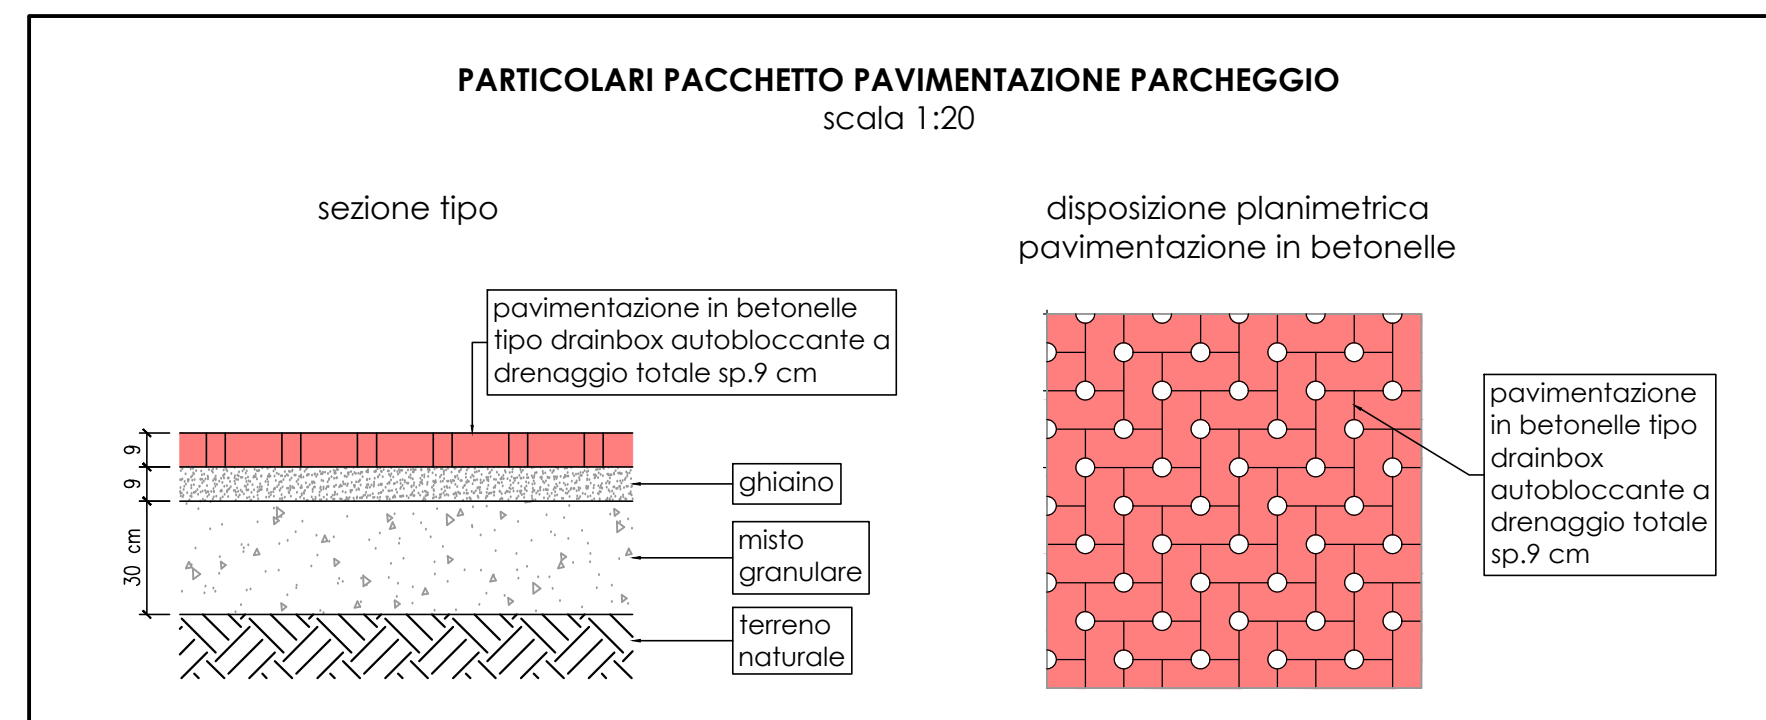 PARTICOLARI PACCHETTO PAVIMENTAZIONE PARCHEGGIO
scala 1:20
sezione tipo
pavimentazione in betonelle
tipo drainbox autobloccante a
drenaggio totale sp.9 cm
9
9
30 cm
ghiaino
misto
granulare
terreno
naturale
disposizione planimetrica
pavimentazione in betonelle
pavimentazione
in betonelle tipo
drainbox
autobloccante a
drenaggio totale
sp.9 cm